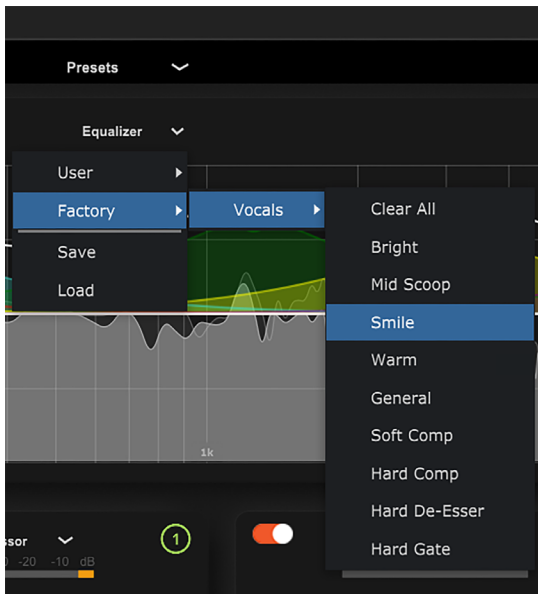 Presets
Equalizer
User
Factory
Save
Load
Vocals
Clear All
Bright
Mid Scoop
Smile
Warm
General
Soft Comp
Hard Comp
Hard De-Esser
Hard Gate
1k
ssor
1
0 -20 -10 dB